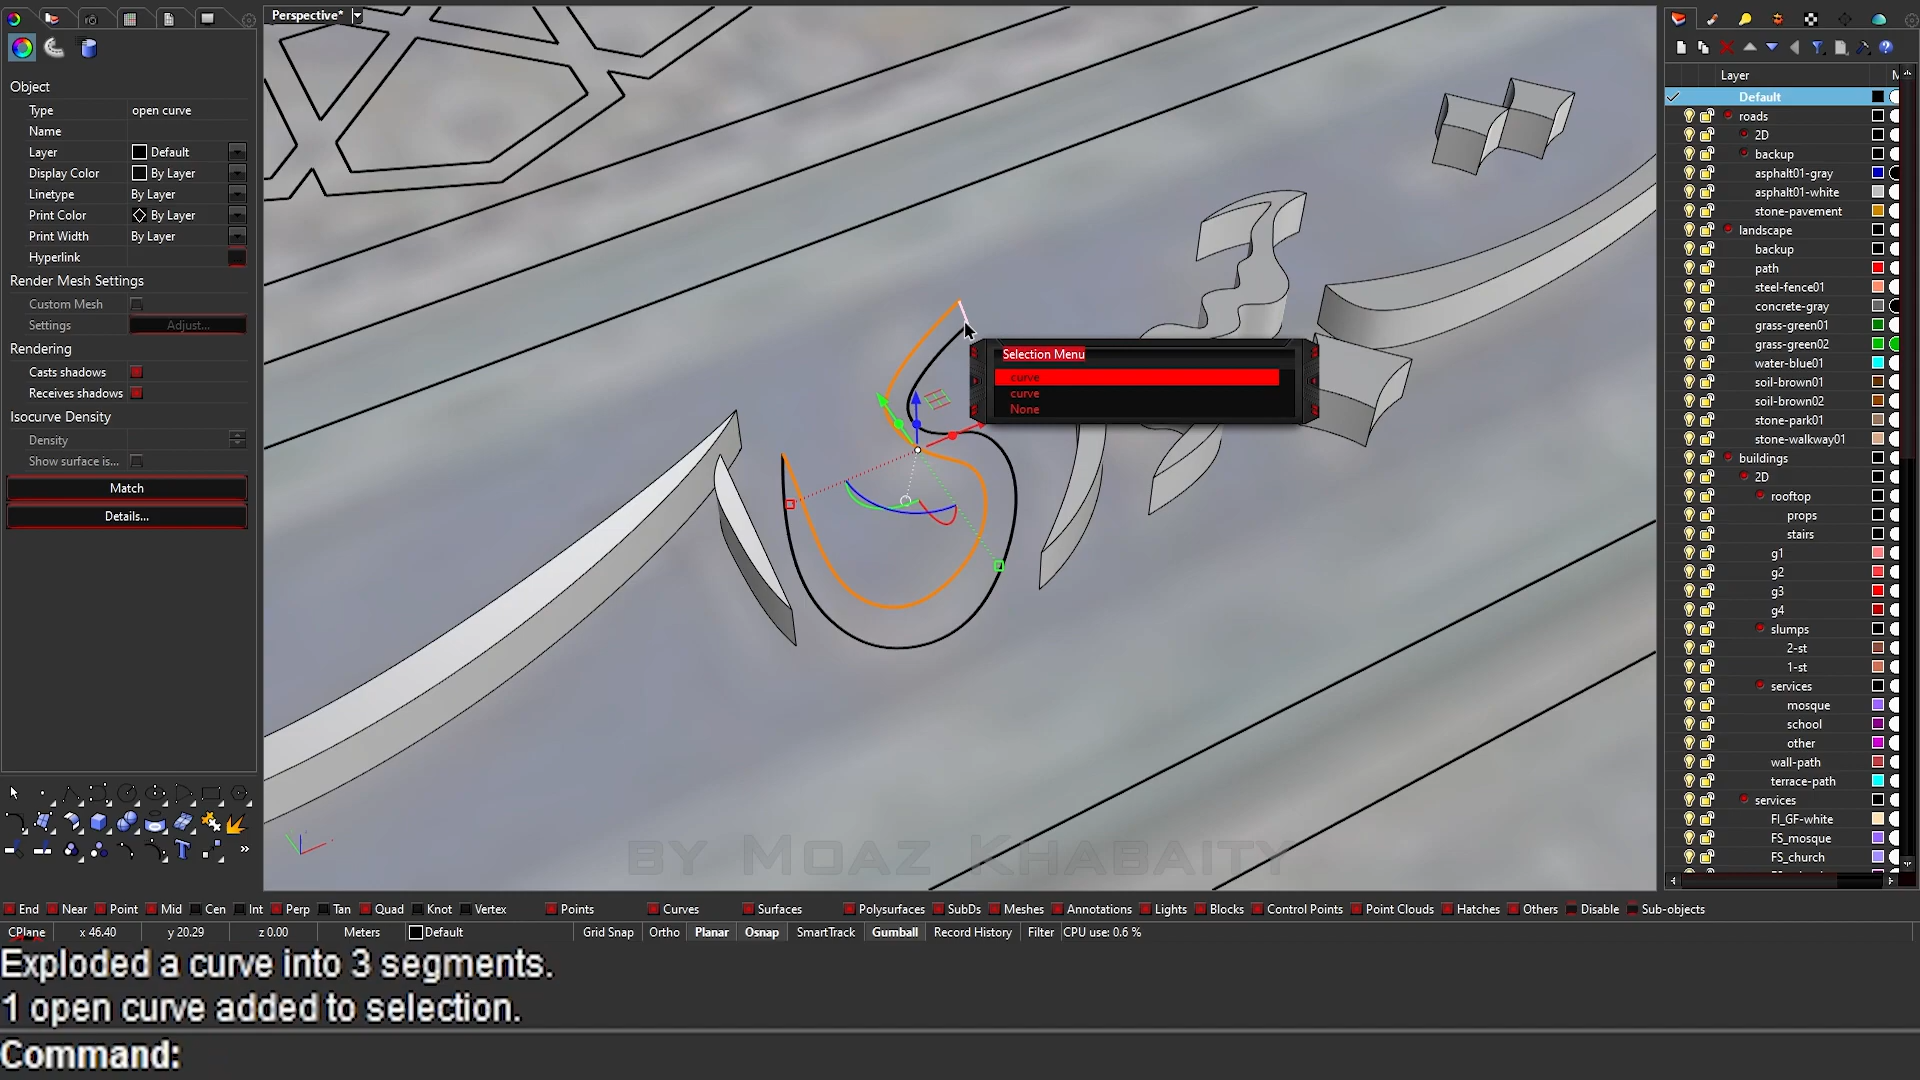 Perspective*
Object
Type open curve
Name
Layer Default
Display Color By Layer
Linetype By Layer
Print Color By Layer
Print Width By Layer
Hyperlink
Render Mesh Settings
Custom Mesh
Settings Adjust...
Rendering
Casts shadows
Receives shadows
Isocurve Density
Density
Show surface is...
Match
Details...
Selection Menu
curve
curve
None
BY MOAZ KHABAITY
Layer M
Default
roads
2D
backup
asphalt01-gray
asphalt01-white
stone-pavement
landscape
backup
path
steel-fence01
concrete-gray
grass-green01
grass-green02
water-blue01
soil-brown01
soil-brown02
stone-park01
stone-walkway01
buildings
2D
rooftop
props
stairs
g1
g2
g3
g4
slumps
2-st
1-st
services
mosque
school
other
wall-path
terrace-path
services
FI_GF-white
FS_mosque
FS_church
End Near Point Mid Cen Int Perp Tan Quad Knot Vertex Points Curves Surfaces Polysurfaces SubDs Meshes Annotations Lights Blocks Control Points Point Clouds Hatches Others Disable Sub-objects
CPlane x 46.40 y 20.29 z 0.00 Meters Default Grid Snap Ortho Planar Osnap SmartTrack Gumball Record History Filter CPU use: 0.6 %
Exploded a curve into 3 segments.
1 open curve added to selection.
Command: